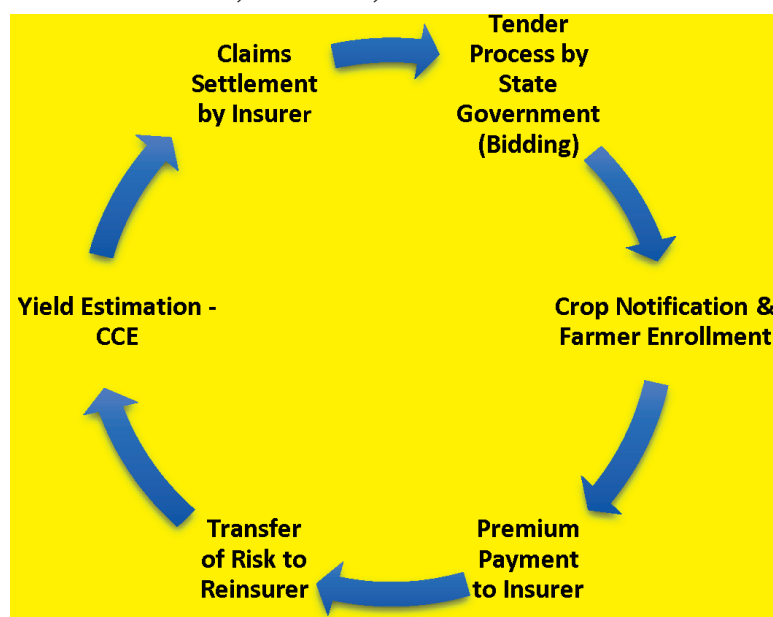 Tender
Process by
State
Government
(Bidding)
Crop Notification &
Farmer Enrollment
Premium
Payment
to Insurer
Transfer
of Risk to
Reinsurer
Yield Estimation -
CCE
Claims
Settlement
by Insurer